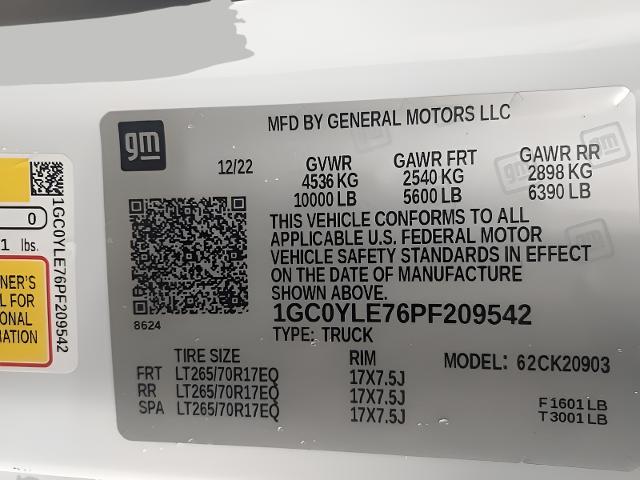 gm
MFD BY GENERAL MOTORS LLC
12/22
GVWR GAWR FRT GAWR RR
4536 KG 2540 KG 2898 KG
10000 LB 5600 LB 6390 LB
THIS VEHICLE CONFORMS TO ALL
APPLICABLE U.S. FEDERAL MOTOR
VEHICLE SAFETY STANDARDS IN EFFECT
ON THE DATE OF MANUFACTURE
SHOWN ABOVE.
8624
1GC0YLE76PF209542
TYPE: TRUCK
TIRE SIZE RIM MODEL: 62CK20903
FRT LT265/70R17EQ 17X7.5J
RR LT265/70R17EQ 17X7.5J
SPA LT265/70R17EQ 17X7.5J
F1601LB
T3001LB
1GC0YLE76PF209542
0
1 lbs.
NER'S
L FOR
ONAL
MATION